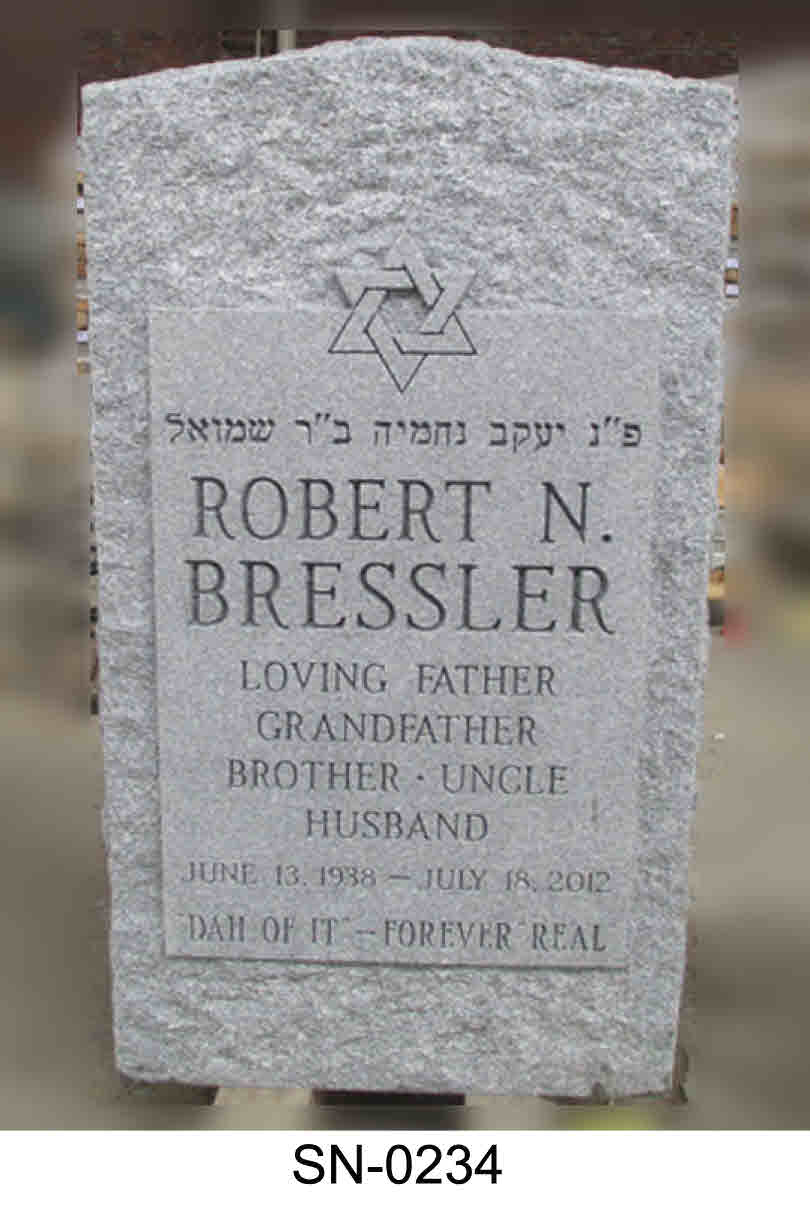 פ"נ יעקב נחמיה ב"ר שמואל
ROBERT N.
BRESSLER
LOVING FATHER
GRANDFATHER
BROTHER · UNCLE
HUSBAND
JUNE 13, 1938 — JULY 18, 2012
"DAH OF IT" – FOREVER "REAL
SN-0234